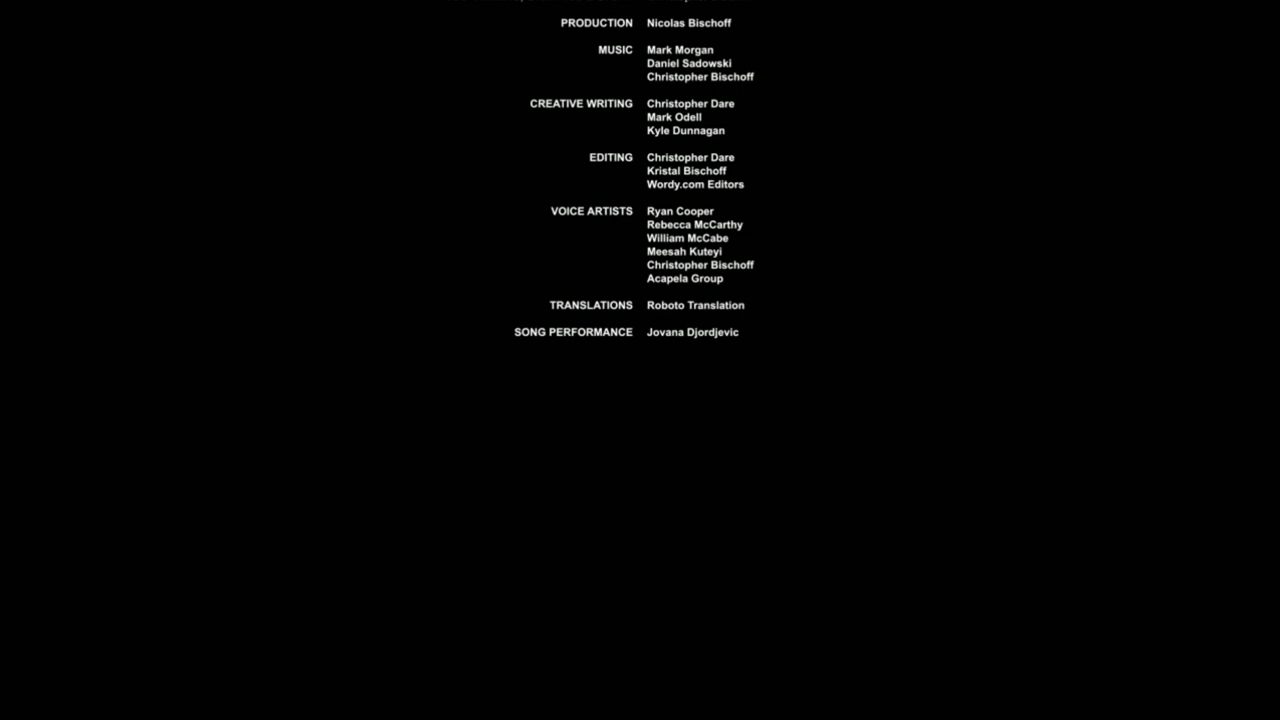 PRODUCTION Nicolas Bischoff
MUSIC Mark Morgan
Daniel Sadowski
Christopher Bischoff
CREATIVE WRITING Christopher Dare
Mark Odell
Kyle Dunnagan
EDITING Christopher Dare
Kristal Bischoff
Wordy.com Editors
VOICE ARTISTS Ryan Cooper
Rebecca McCarthy
William McCabe
Meesah Kuteyi
Christopher Bischoff
Acapela Group
TRANSLATIONS Roboto Translation
SONG PERFORMANCE Jovana Djordjevic